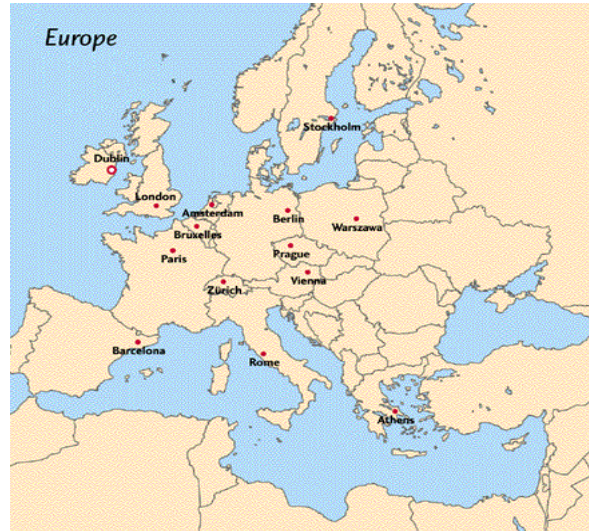 Europe
Stockholm
Dublin
London
Amsterdam
Berlin
Bruxelles
Warszawa
Paris
Prague
Vienna
Zürich
Barcelona
Rome
Athens